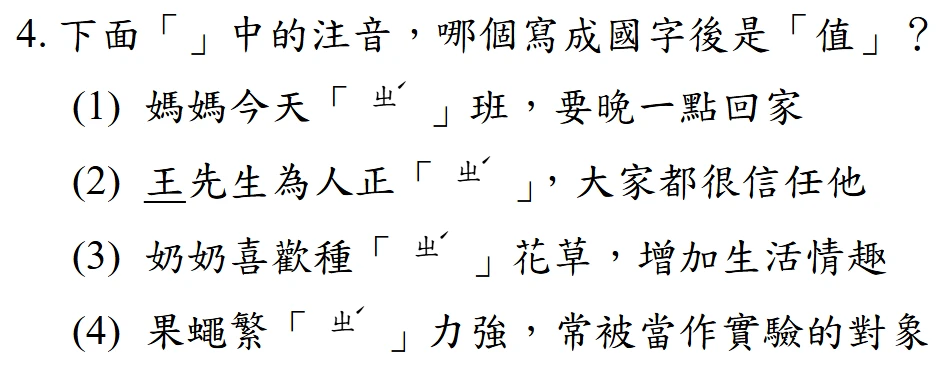 4. 下面「」中的注音，哪個寫成國字後是「值」？
(1) 媽媽今天「ㄓˊ」班，要晚一點回家
(2) 王先生為人正「ㄓˊ」，大家都很信任他
(3) 奶奶喜歡種「ㄓˊ」花草，增加生活情趣
(4) 果蠅繁「ㄓˊ」力強，常被當作實驗的對象